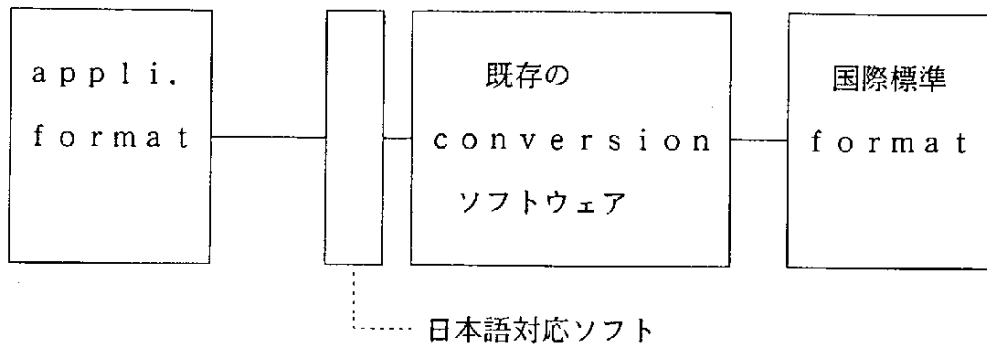 appli.
format
既存の
conversion
ソフトウェア
国際標準
format
日本語対応ソフト